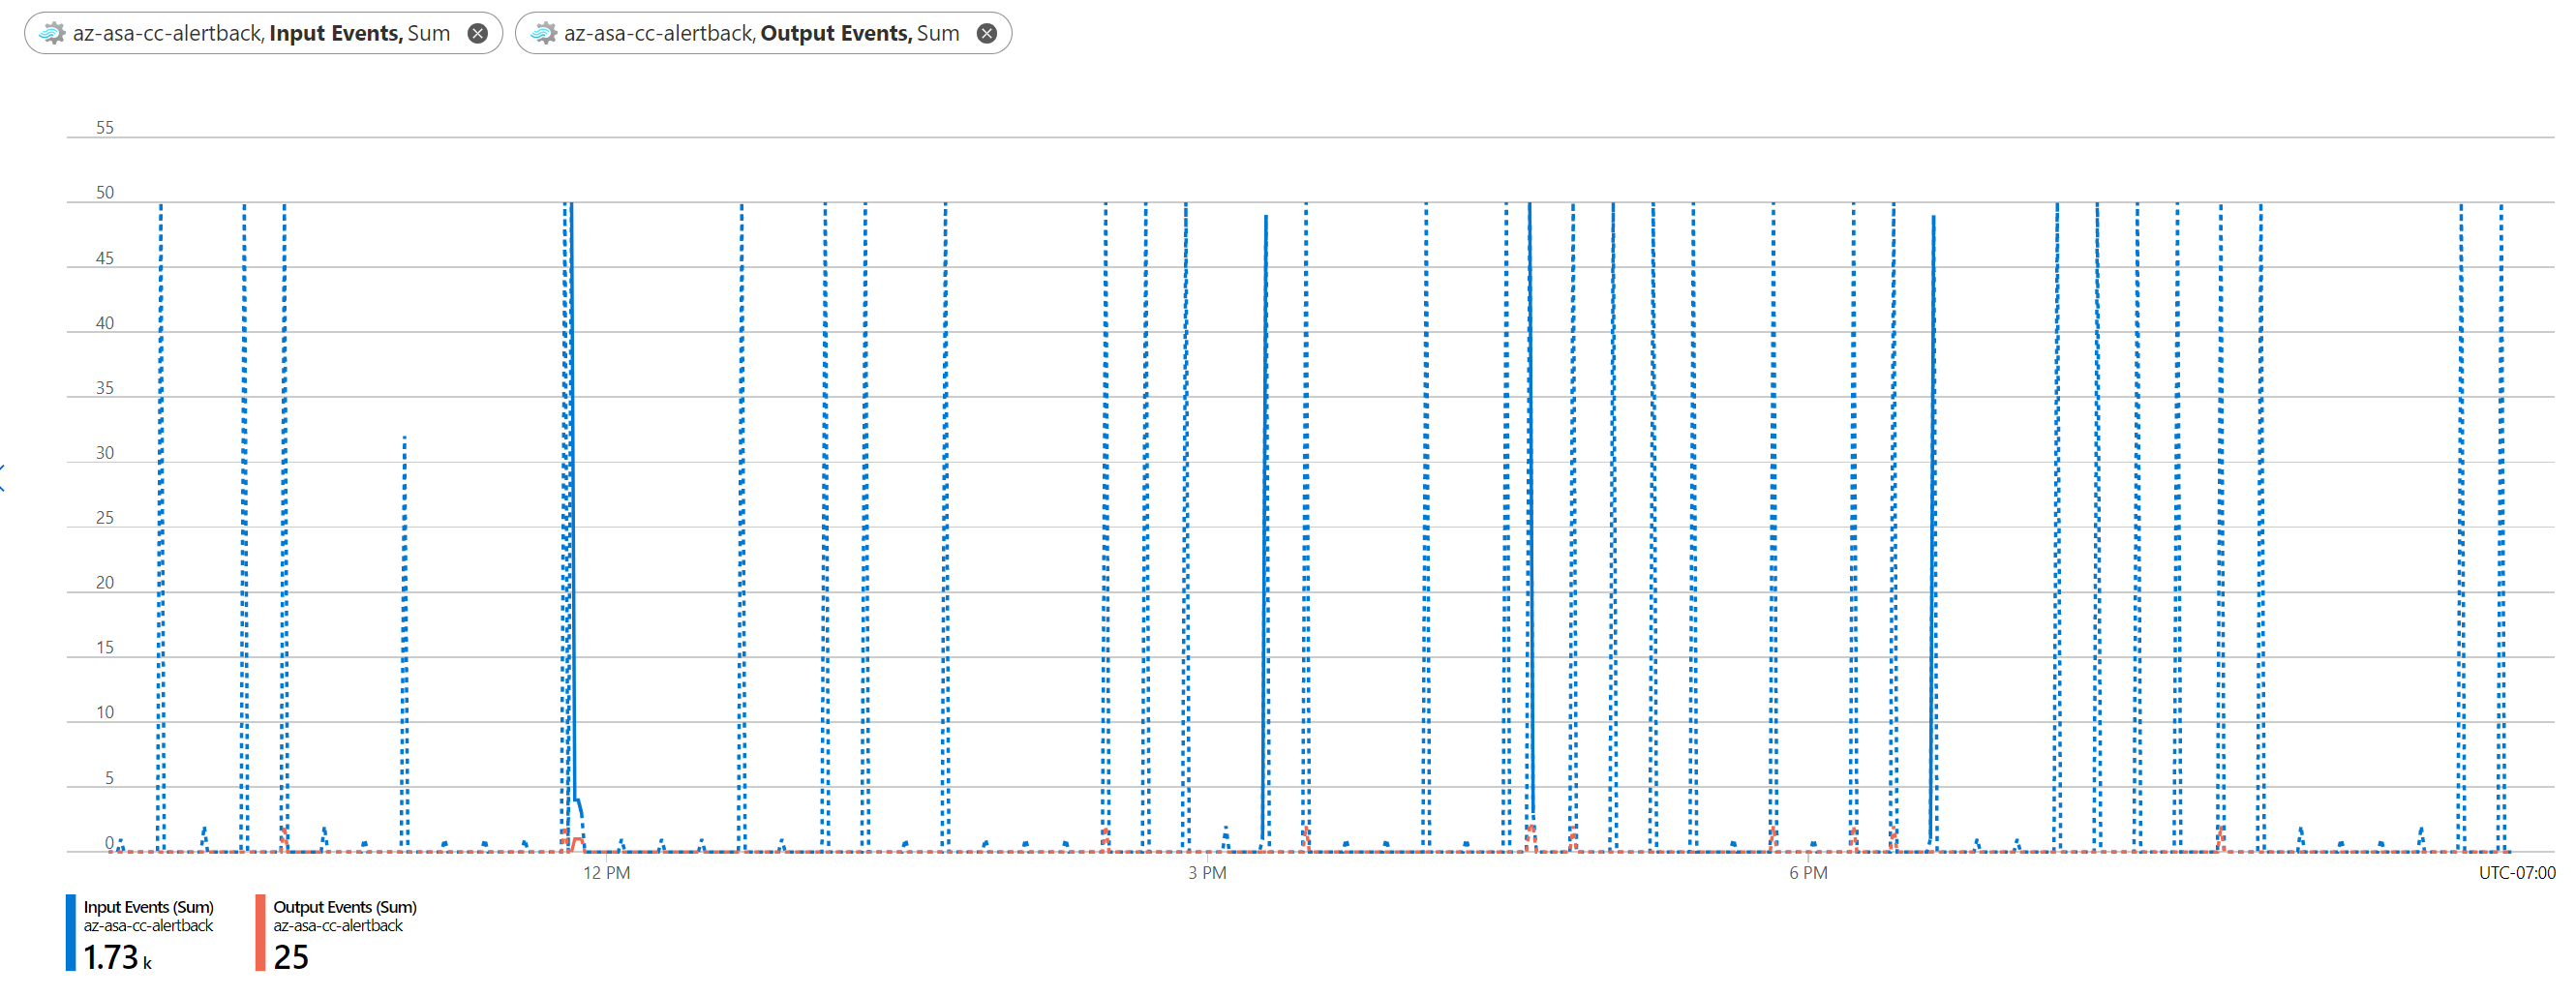 az-asa-cc-alertback, Input Events, Sum
az-asa-cc-alertback, Output Events, Sum
55
50
45
40
35
30
25
20
15
10
5
0
12 PM
3 PM
6 PM
UTC-07:00
Input Events (Sum)
az-asa-cc-alertback
1.73 k
Output Events (Sum)
az-asa-cc-alertback
25